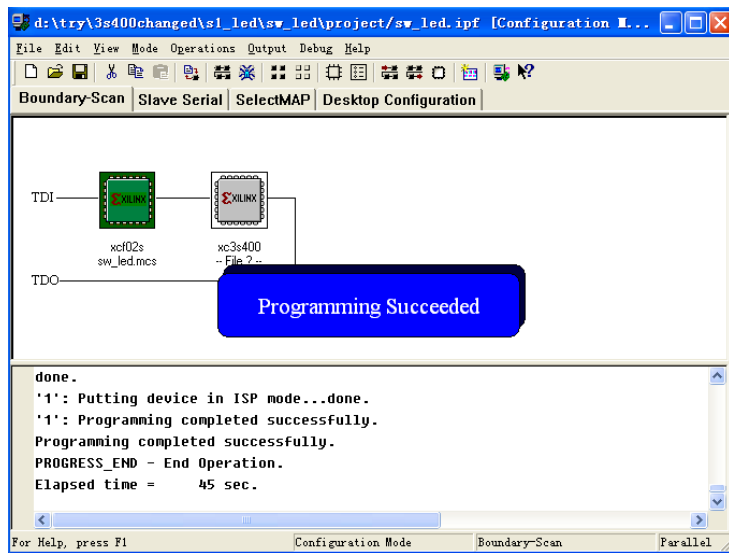 d:\try\3s400changed\s1_led\sw_led\project/sw_led.ipf [Configuration M...
File Edit View Mode Operations Output Debug Help
Boundary-Scan Slave Serial SelectMAP Desktop Configuration
TDI
XILINX XILINX
xcf02s xc3s400
sw_led.mcs -- File ? --
TDO
Programming Succeeded
done.
'1': Putting device in ISP mode...done.
'1': Programming completed successfully.
Programming completed successfully.
PROGRESS_END - End Operation.
Elapsed time = 45 sec.
For Help, press F1 Configuration Mode Boundary-Scan Parallel